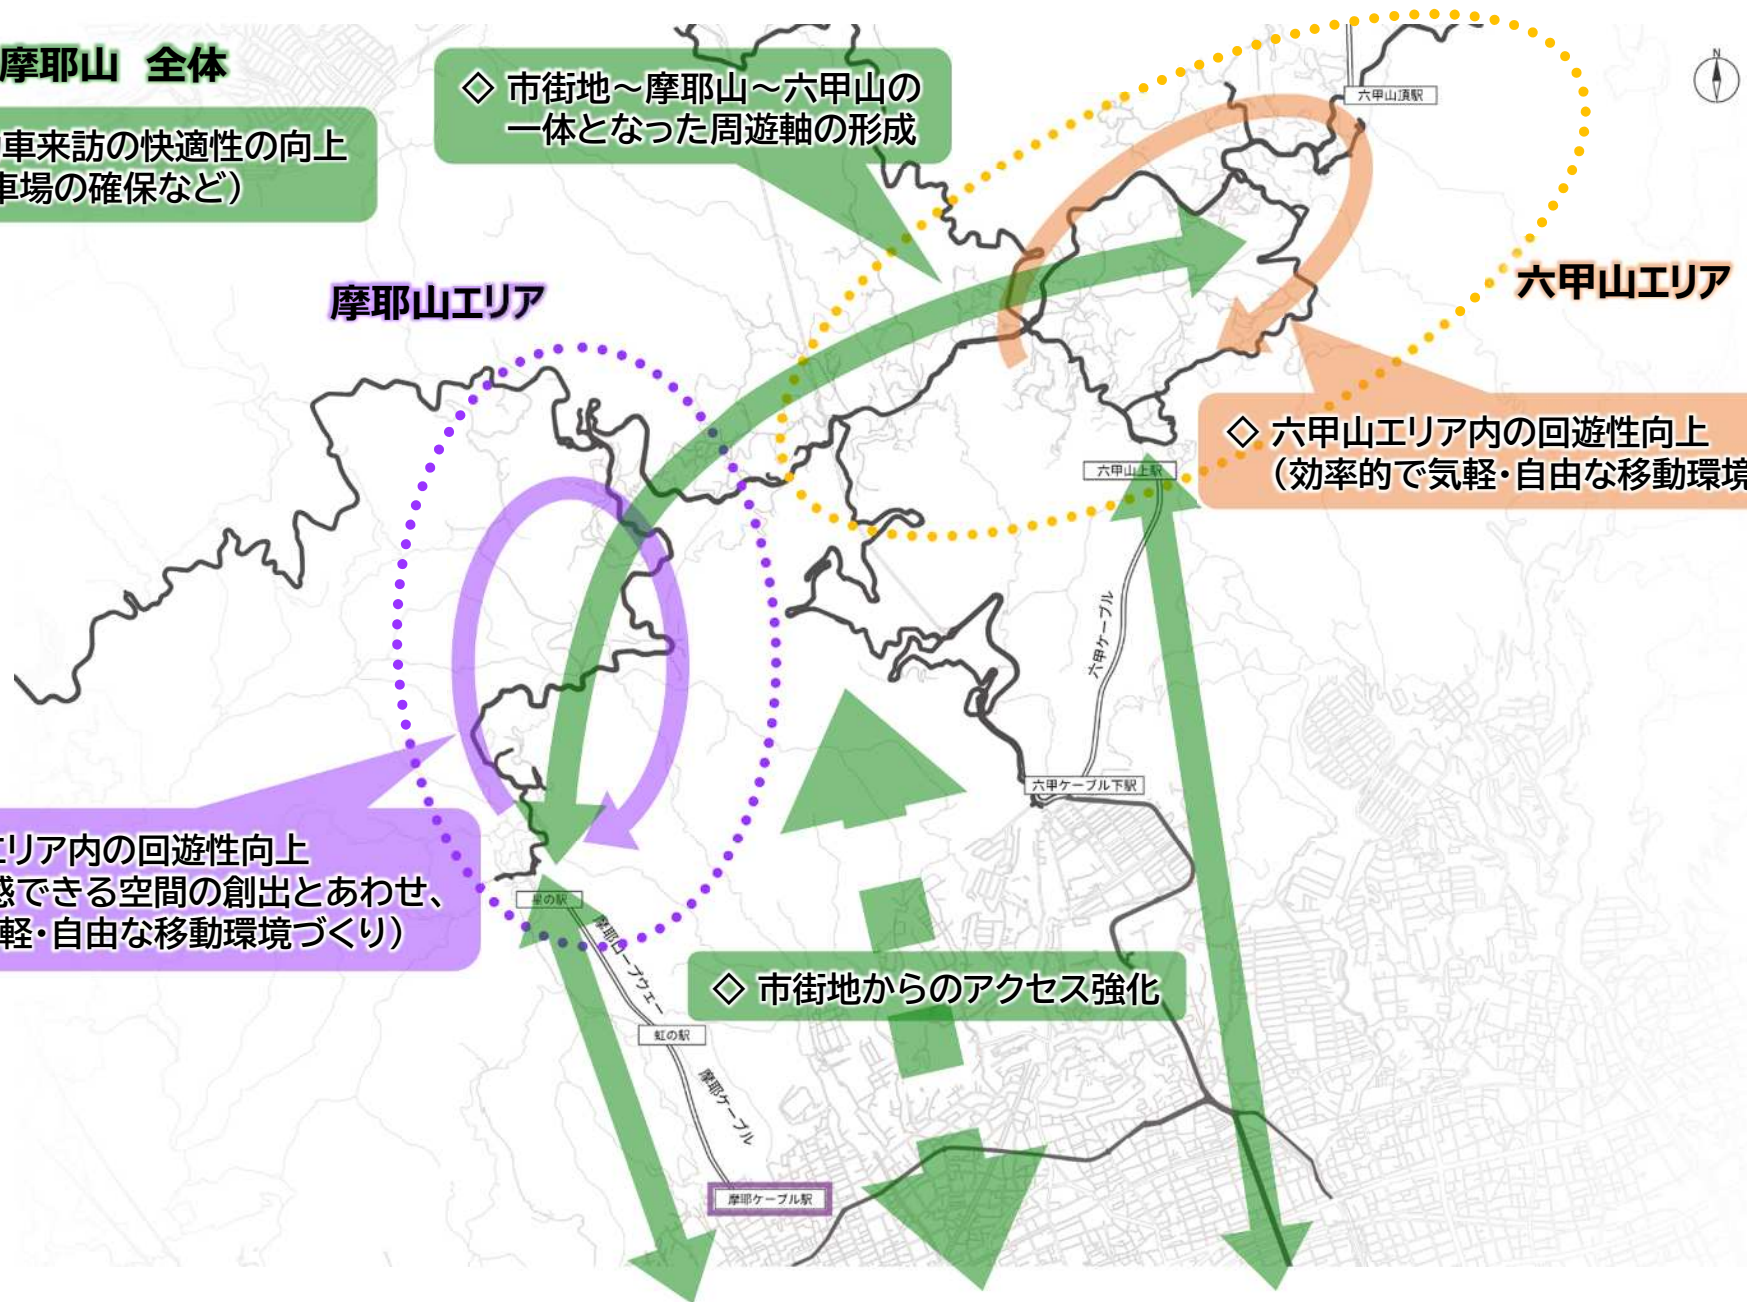 摩耶山 全体
車来訪の快適性の向上
車場の確保など）
◇ 市街地～摩耶山～六甲山の
一体となった周遊軸の形成
六甲山頂駅
N
摩耶山エリア
六甲山エリア
◇ 六甲山エリア内の回遊性向上
（効率的で気軽・自由な移動環境
六甲山上駅
六甲ケーブル
六甲ケーブル下駅
エリア内の回遊性向上
感できる空間の創出とあわせ、
軽・自由な移動環境づくり）
星の駅
摩耶ロープウェー
◇ 市街地からのアクセス強化
虹の駅
摩耶ケーブル
摩耶ケーブル駅